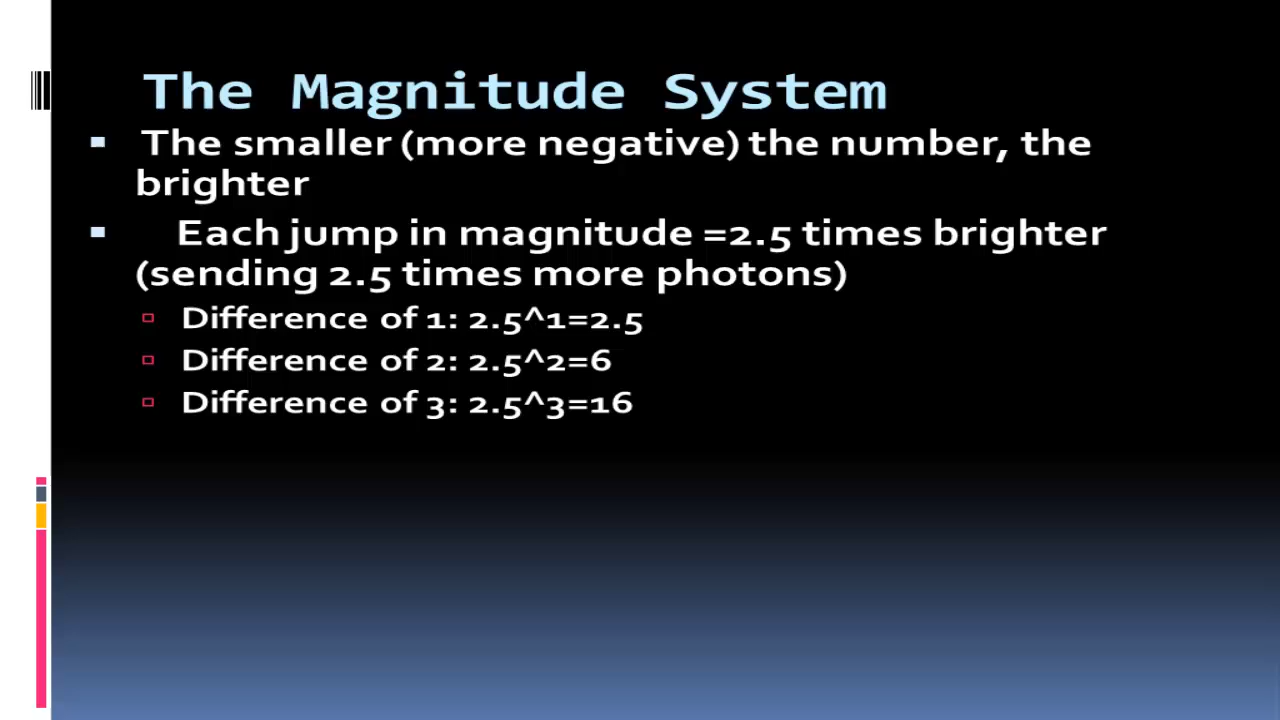 The Magnitude System
The smaller (more negative) the number, the
brighter
Each jump in magnitude =2.5 times brighter
(sending 2.5 times more photons)
Difference of 1: 2.5^1=2.5
Difference of 2: 2.5^2=6
Difference of 3: 2.5^3=16